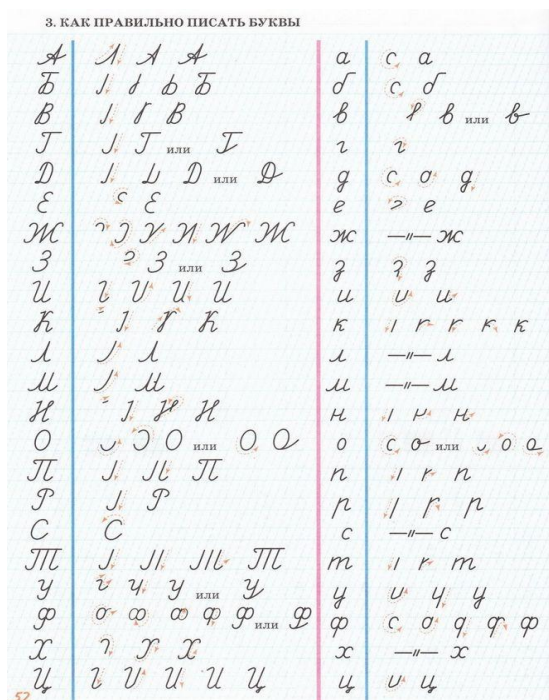 3. КАК ПРАВИЛЬНО ПИСАТЬ БУКВЫ
А А А а а
Б Б б с б
В В в в или в
Г Г или Г г г
Д Д или Д д с а д
Е с Е е е
Ж Ж ж —"— ж
З З или З з з
И И и и
К К к к к
Л Л л —"— л
М М м —"— м
Н Н н н
О О или О О о с о или о а
П П п п
Р Р р р
С С с —"— с
Т Т т т
У у или у у ч у
Ф ф или ф ф с а ф
Х х х —"— х
Ц И И Ц ц ц
52